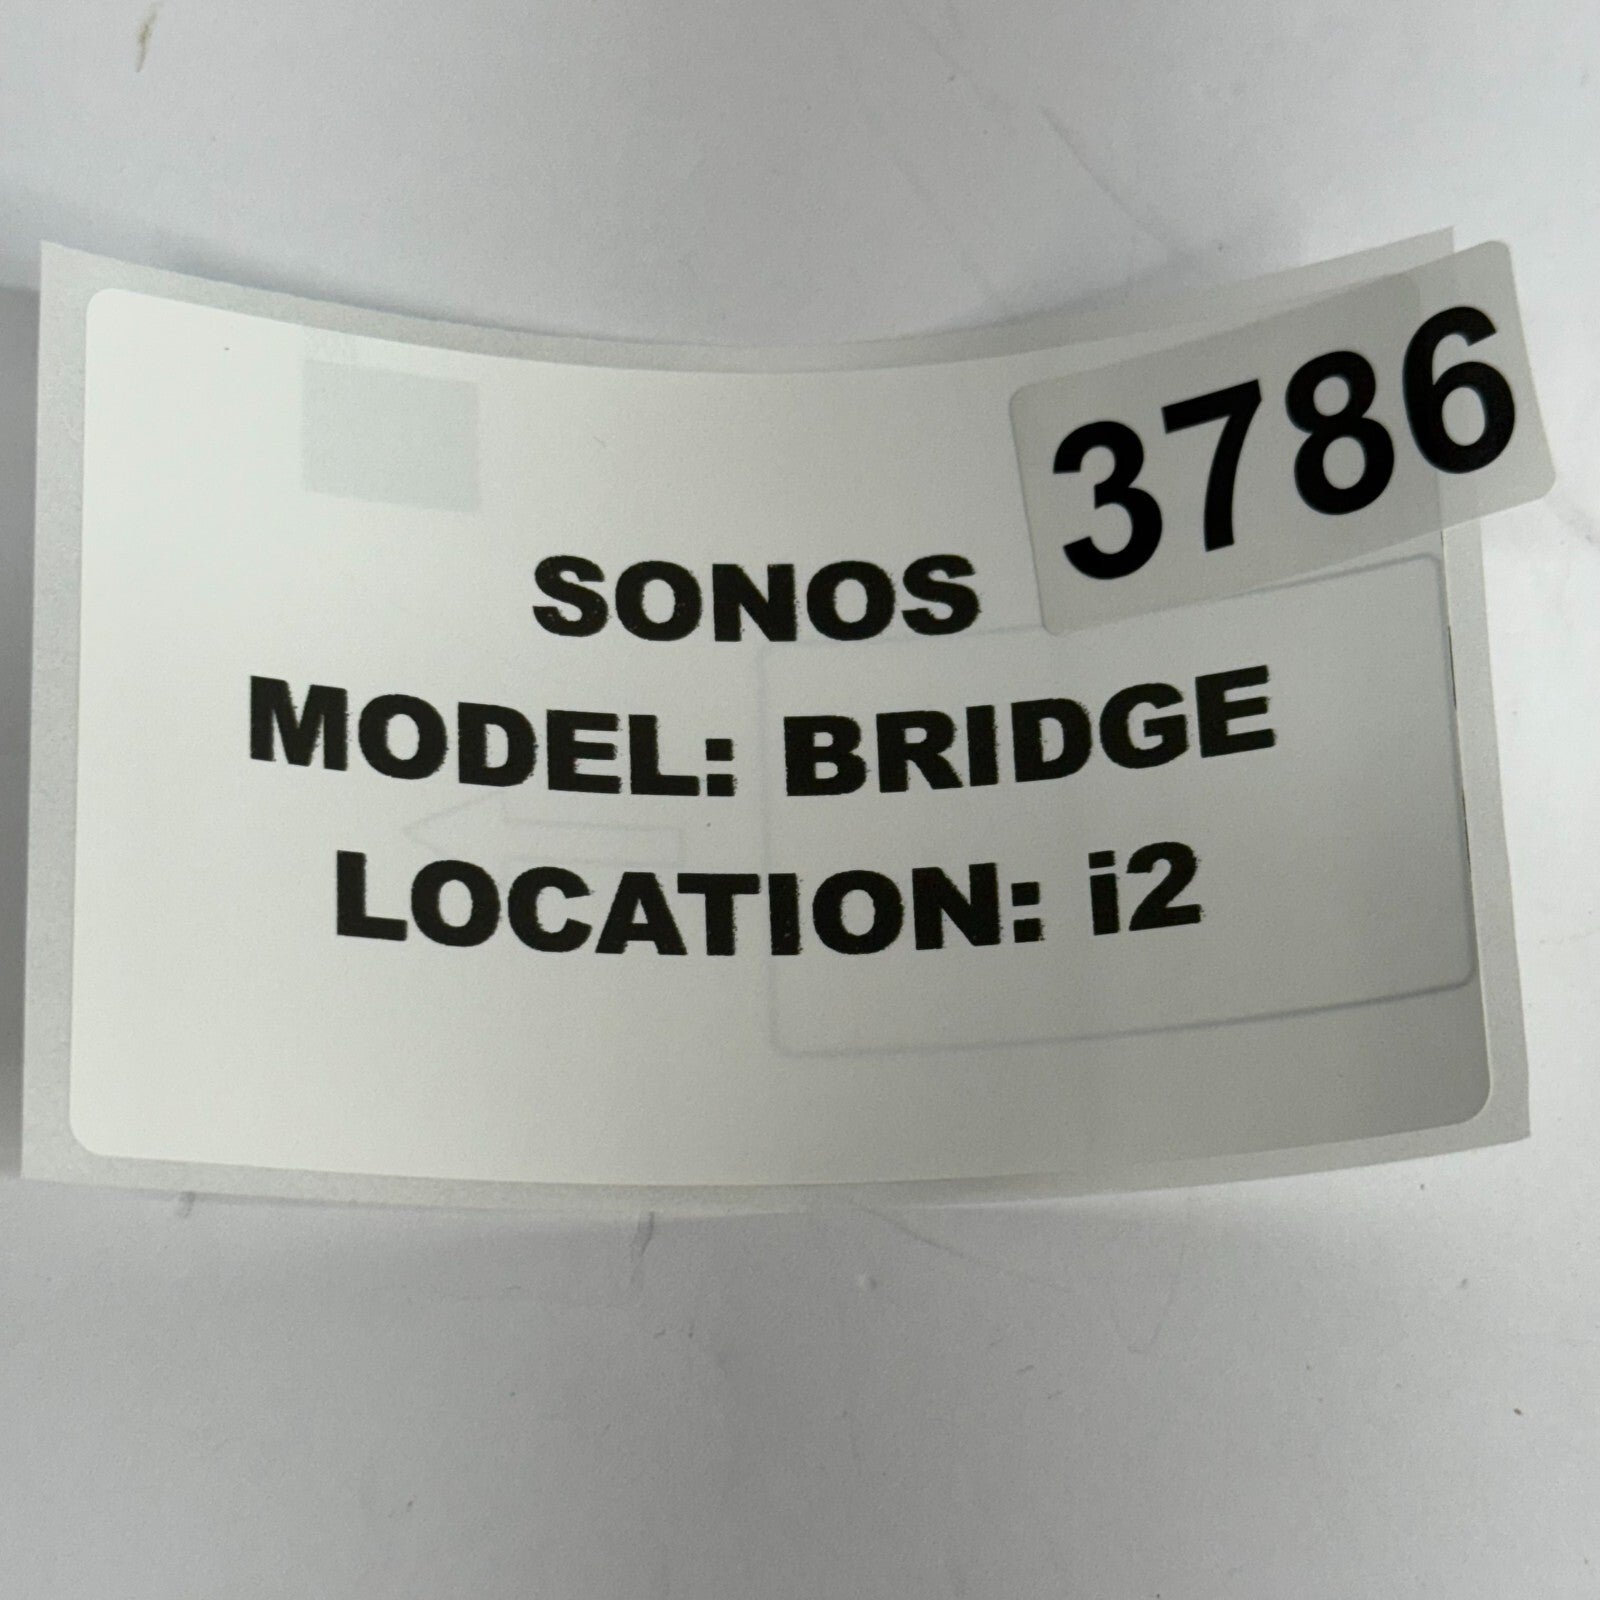 3786
SONOS
MODEL: BRIDGE
LOCATION: i2